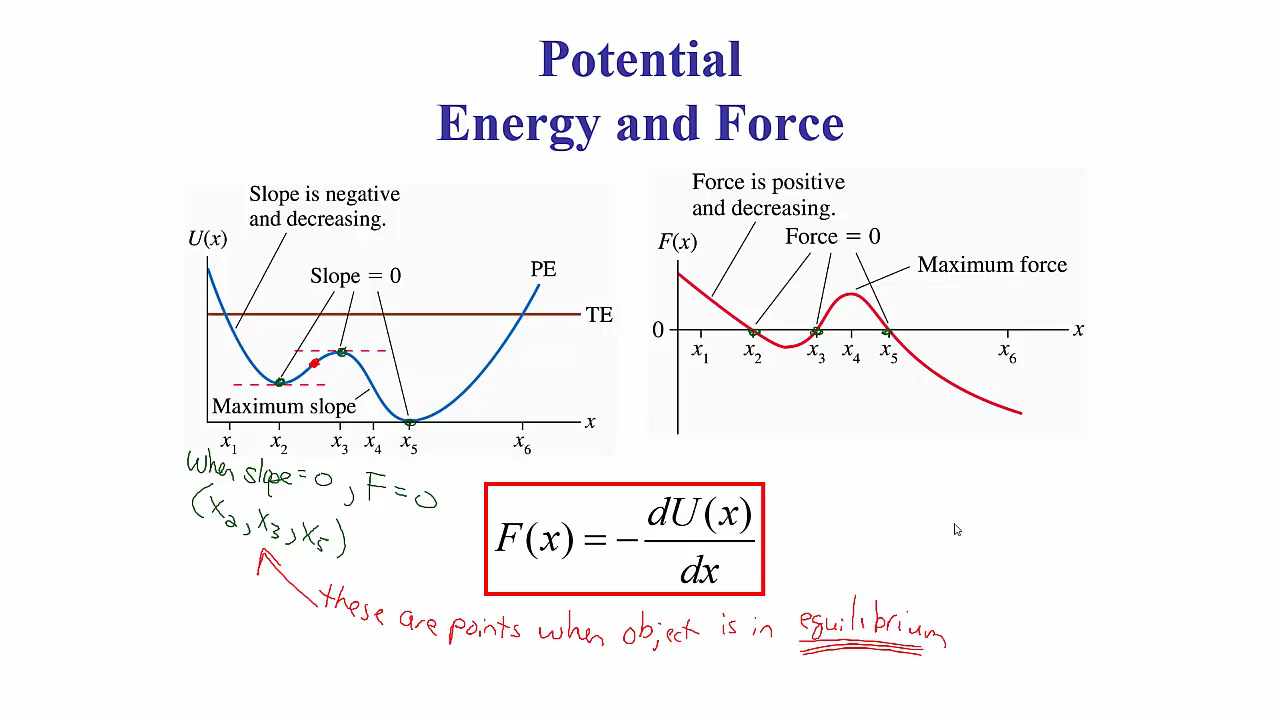 Potential
Energy and Force
Slope is negative
and decreasing.
U(x)
Slope = 0
PE
TE
Maximum slope
x
x₁ x₂ x₃ x₄ x₅ x₆
Force is positive
and decreasing.
F(x)
Force = 0
Maximum force
0
x
x₁ x₂ x₃ x₄ x₅ x₆
When slope = 0, F = 0
(x₂, x₃, x₅)
F(x) = - dU(x)/dx
these are points when object is in equilibrium